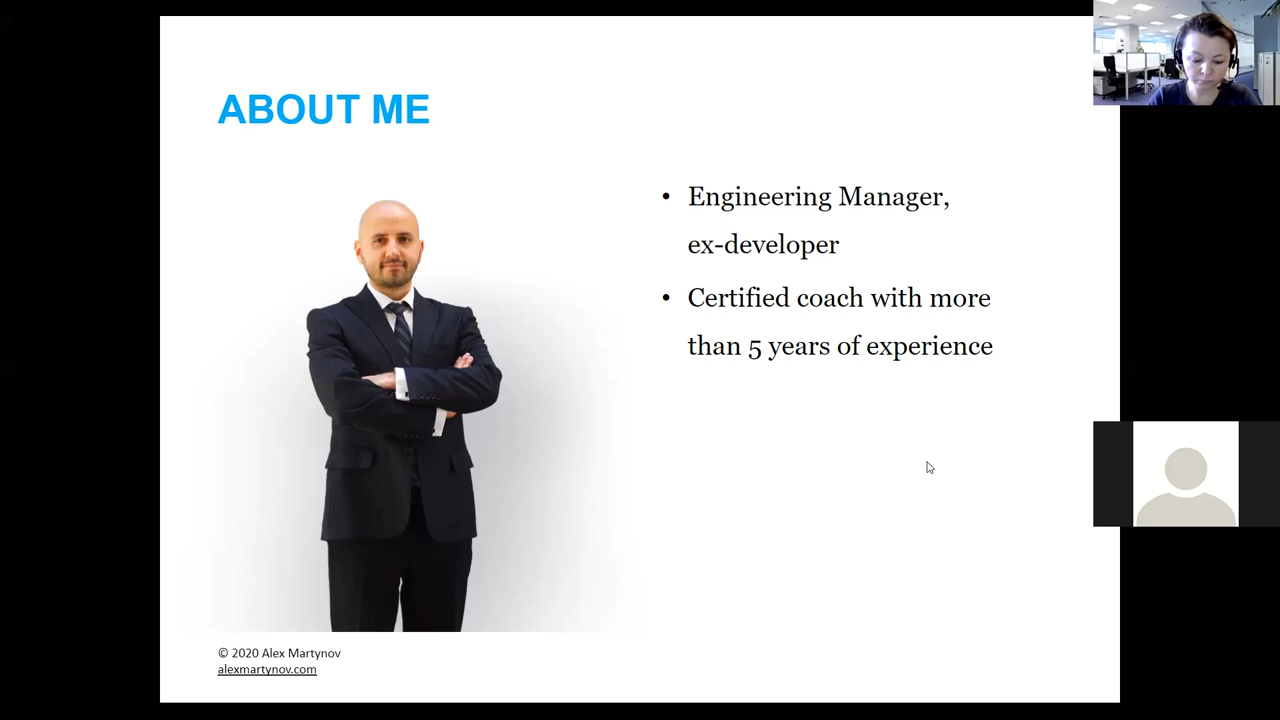 ABOUT ME
• Engineering Manager,
ex-developer
• Certified coach with more
than 5 years of experience
© 2020 Alex Martynov
alexmartynov.com